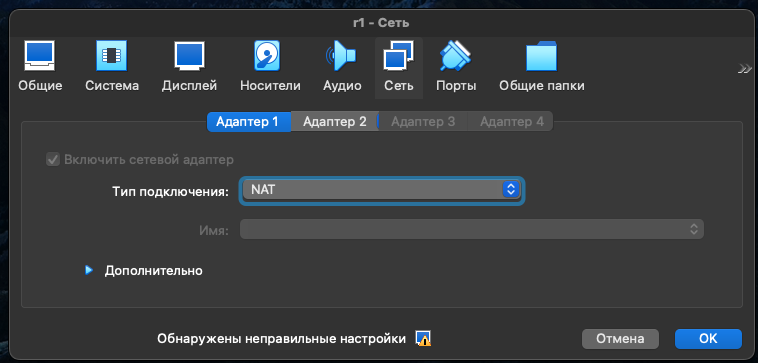 r1 - Сеть
Общие Система Дисплей Носители Аудио Сеть Порты Общие папки
Адаптер 1 Адаптер 2 Адаптер 3 Адаптер 4
Включить сетевой адаптер
Тип подключения: NAT
Имя:
Дополнительно
Обнаружены неправильные настройки Отмена OK